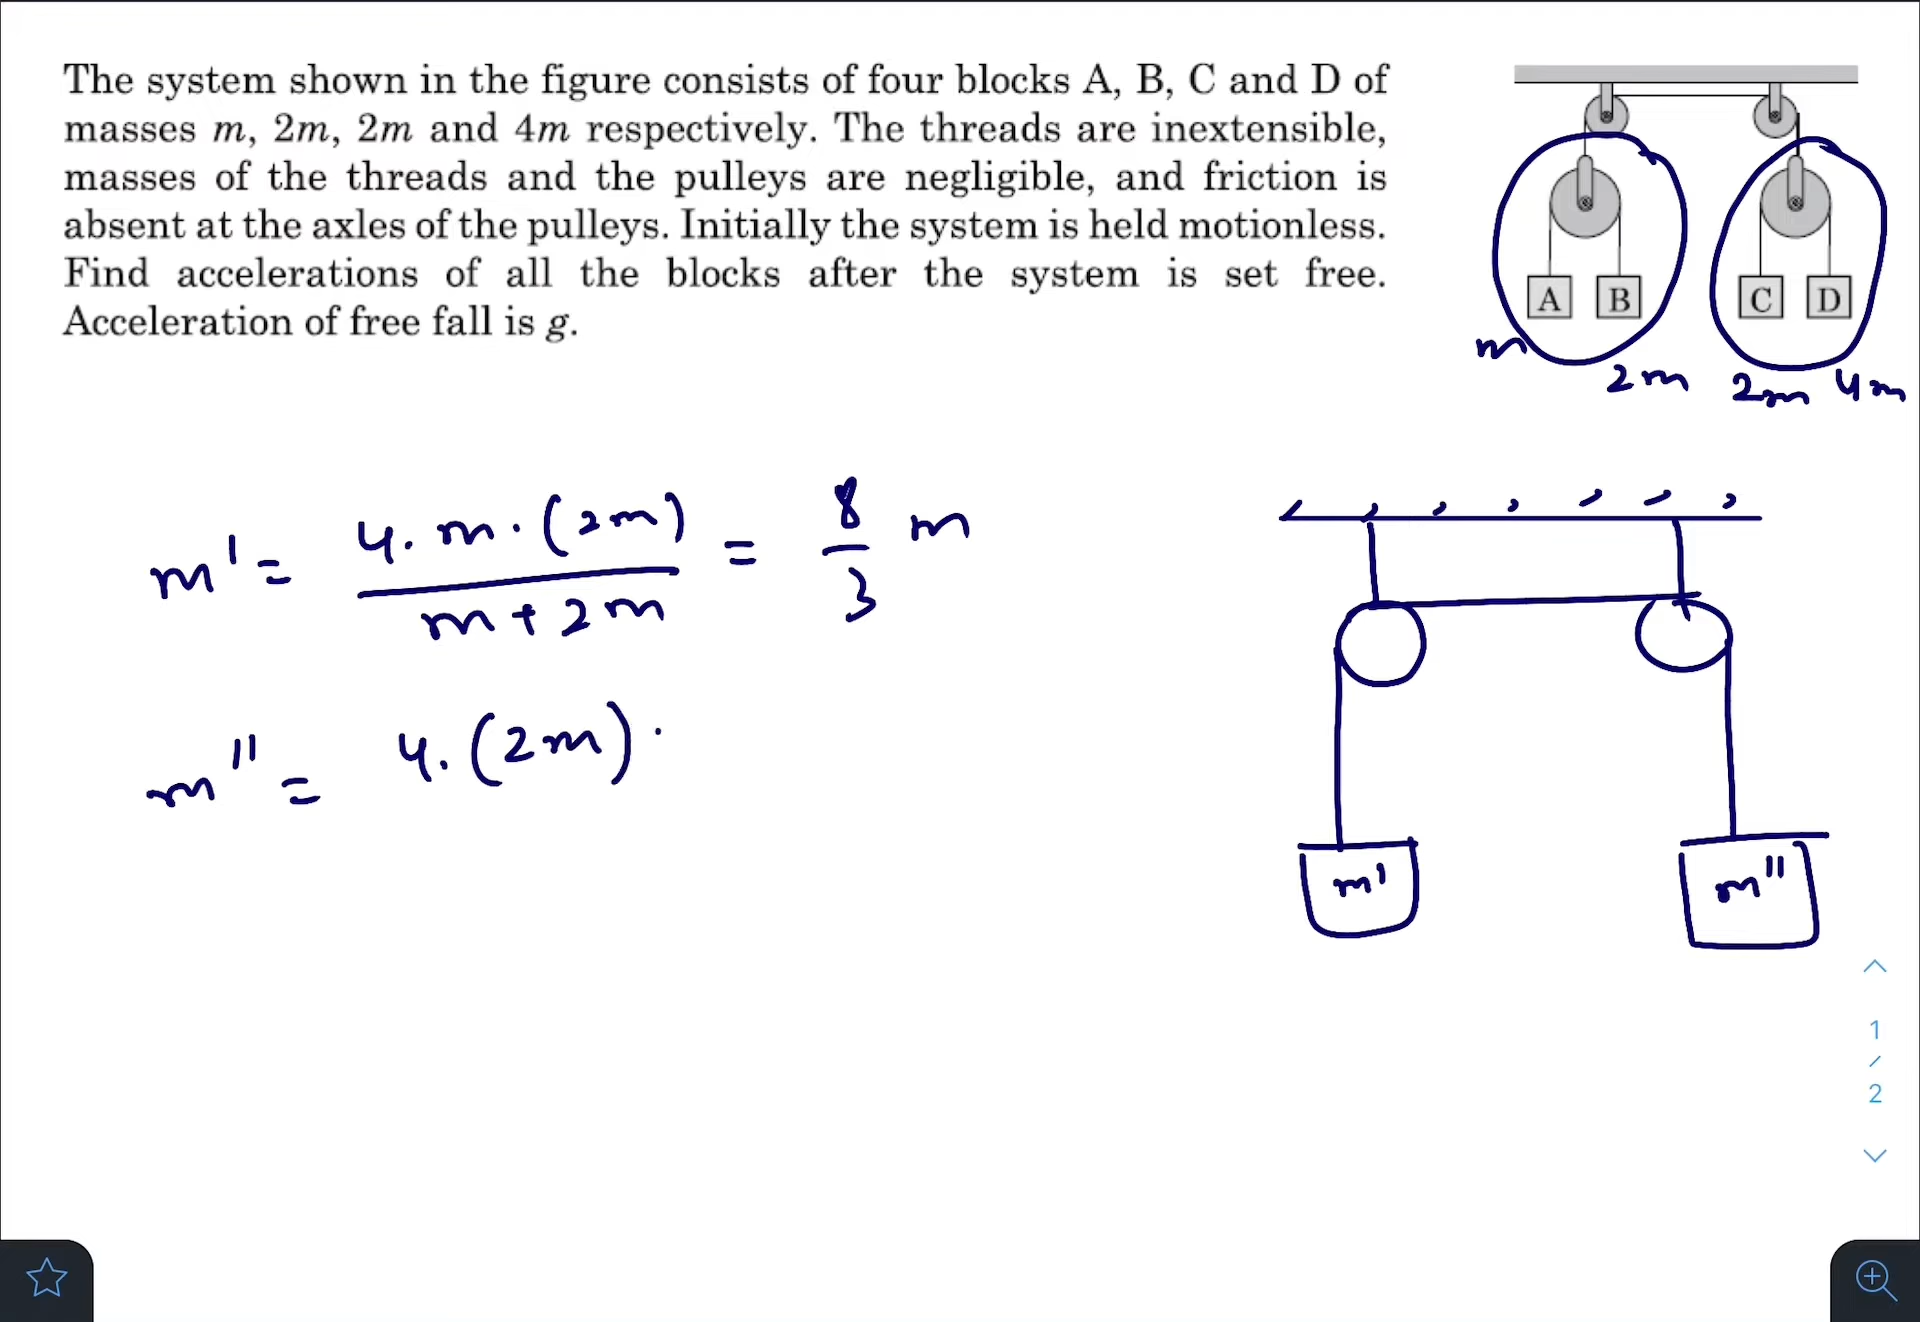 The system shown in the figure consists of four blocks A, B, C and D of
masses m, 2m, 2m and 4m respectively. The threads are inextensible,
masses of the threads and the pulleys are negligible, and friction is
absent at the axles of the pulleys. Initially the system is held motionless.
Find accelerations of all the blocks after the system is set free.
Acceleration of free fall is g.
A B C D
m 2m 2m 4m
m' = 4. m. (2m) / m + 2m = 8/3 m
m'' = 4. (2m) .
m' m''
1
/
2